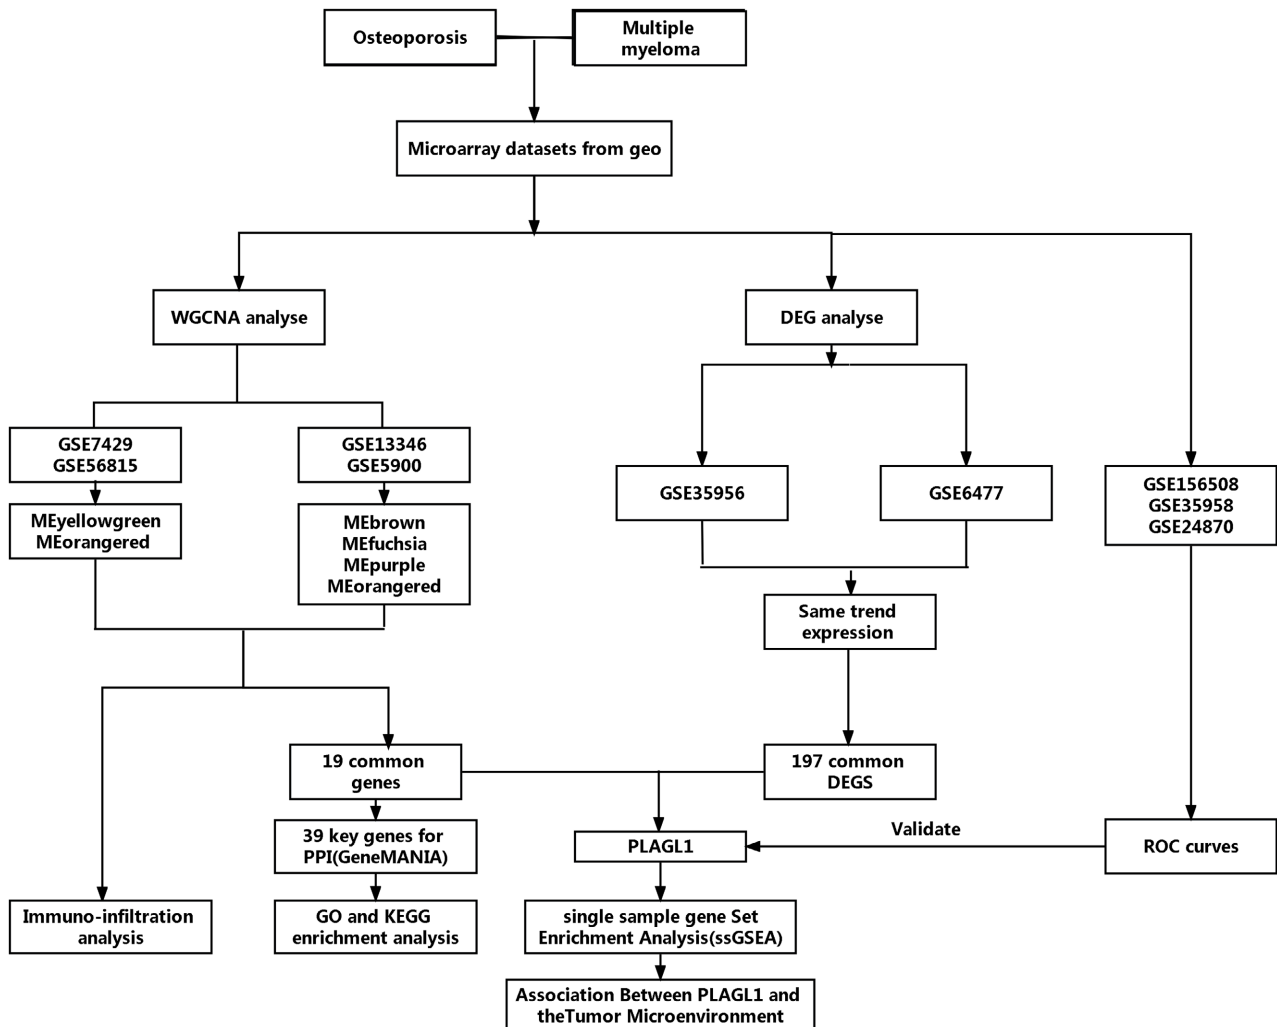 Osteoporosis
Multiple
myeloma
Microarray datasets from geo
WGCNA analyse
DEG analyse
GSE7429
GSE56815
GSE13346
GSE5900
GSE35956
GSE6477
GSE156508
GSE35958
GSE24870
MEyellowgreen
MEorangered
MEbrown
MEfuchsia
MEpurple
MEorangered
Same trend
expression
19 common
genes
197 common
DEGS
39 key genes for
PPI(GeneMANIA)
PLAGL1
Validate
ROC curves
Immuno-infiltration
analysis
GO and KEGG
enrichment analysis
single sample gene Set
Enrichment Analysis(ssGSEA)
Association Between PLAGL1 and
theTumor Microenvironment